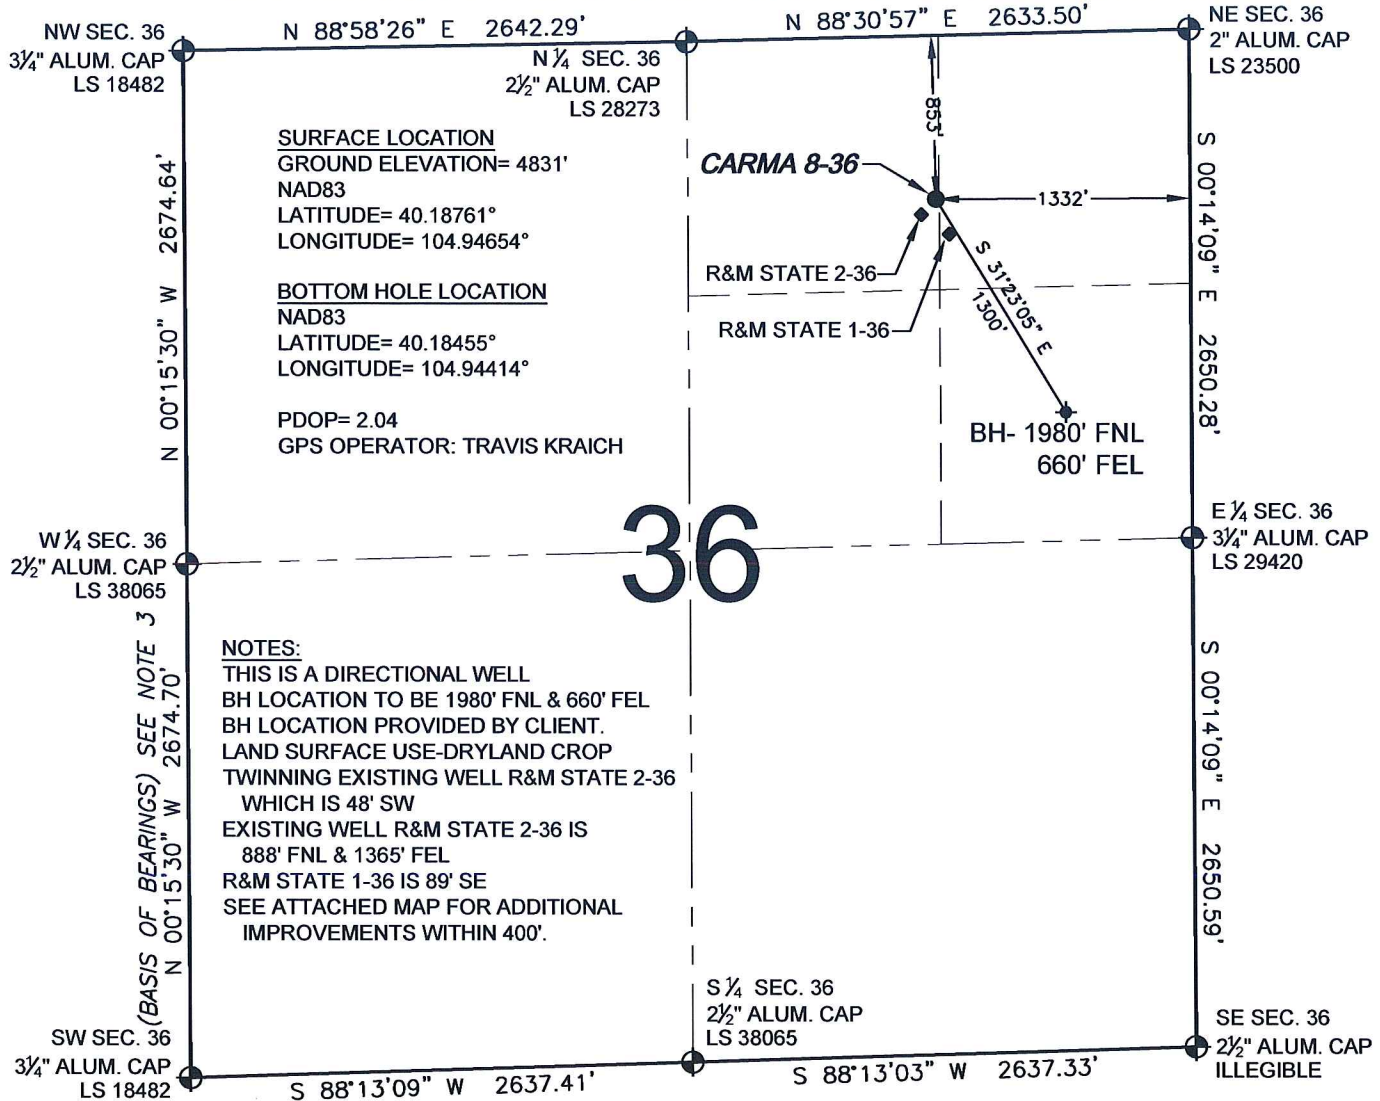 N 88°58'26" E 2642.29'
N 88°30'57" E 2633.50'
NW SEC. 36
3¼" ALUM. CAP
LS 18482
N ¼ SEC. 36
2½" ALUM. CAP
LS 28273
NE SEC. 36
2" ALUM. CAP
LS 23500
SURFACE LOCATION
GROUND ELEVATION= 4831'
NAD83
LATITUDE= 40.18761°
LONGITUDE= 104.94654°
BOTTOM HOLE LOCATION
NAD83
LATITUDE= 40.18455°
LONGITUDE= 104.94414°
PDOP= 2.04
GPS OPERATOR: TRAVIS KRAICH
N 00°15'30" W 2674.64'
853'
CARMA 8-36
1332'
R&M STATE 2-36
R&M STATE 1-36
S 31°23'05" E
1300'
BH- 1980' FNL
660' FEL
S 00°14'09" E 2650.28'
36
W ¼ SEC. 36
2½" ALUM. CAP
LS 38065
E ¼ SEC. 36
3¼" ALUM. CAP
LS 29420
(BASIS OF BEARINGS) SEE NOTE 3
N 00°15'30" W 2674.70'
NOTES:
THIS IS A DIRECTIONAL WELL
BH LOCATION TO BE 1980' FNL & 660' FEL
BH LOCATION PROVIDED BY CLIENT.
LAND SURFACE USE-DRYLAND CROP
TWINNING EXISTING WELL R&M STATE 2-36
WHICH IS 48' SW
EXISTING WELL R&M STATE 2-36 IS
888' FNL & 1365' FEL
R&M STATE 1-36 IS 89' SE
SEE ATTACHED MAP FOR ADDITIONAL
IMPROVEMENTS WITHIN 400'.
S 00°14'09" E 2650.59'
SW SEC. 36
3¼" ALUM. CAP
LS 18482
S ¼ SEC. 36
2½" ALUM. CAP
LS 38065
SE SEC. 36
2½" ALUM. CAP
ILLEGIBLE
S 88°13'09" W 2637.41'
S 88°13'03" W 2637.33'